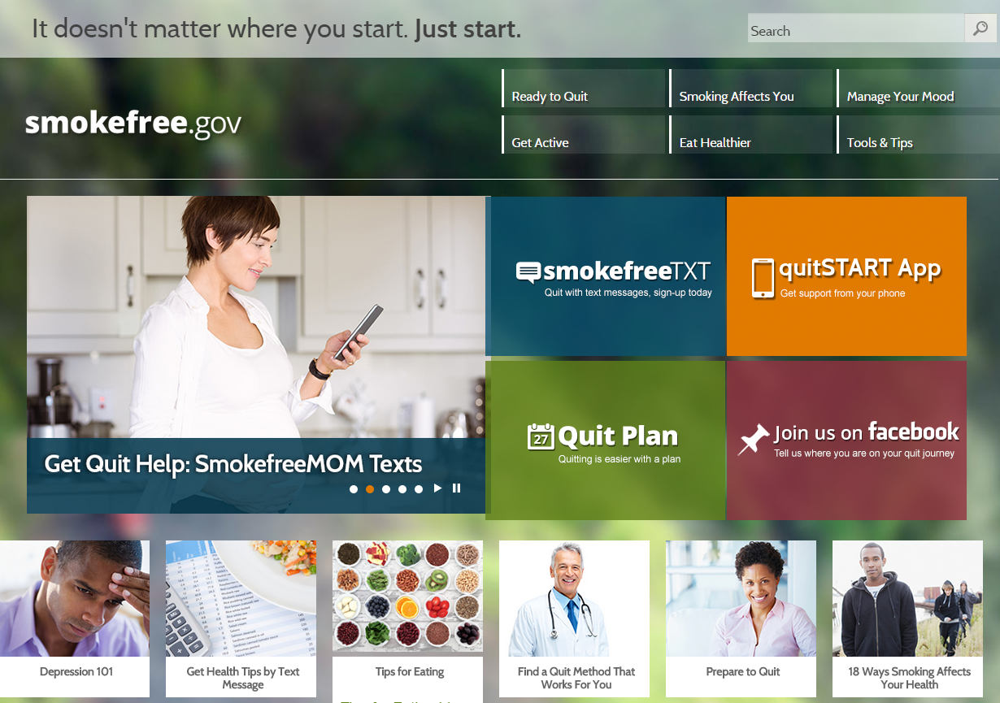 It doesn't matter where you start. Just start.
Search
smokefree.gov
Ready to Quit
Smoking Affects You
Manage Your Mood
Get Active
Eat Healthier
Tools & Tips
smokefreeTXT
Quit with text messages, sign-up today
quitSTART App
Get support from your phone
27
Quit Plan
Quitting is easier with a plan
Join us on facebook
Tell us where you are on your quit journey
Get Quit Help: SmokefreeMOM Texts
Depression 101
Get Health Tips by Text
Message
Tips for Eating
Find a Quit Method That
Works For You
Prepare to Quit
18 Ways Smoking Affects
Your Health